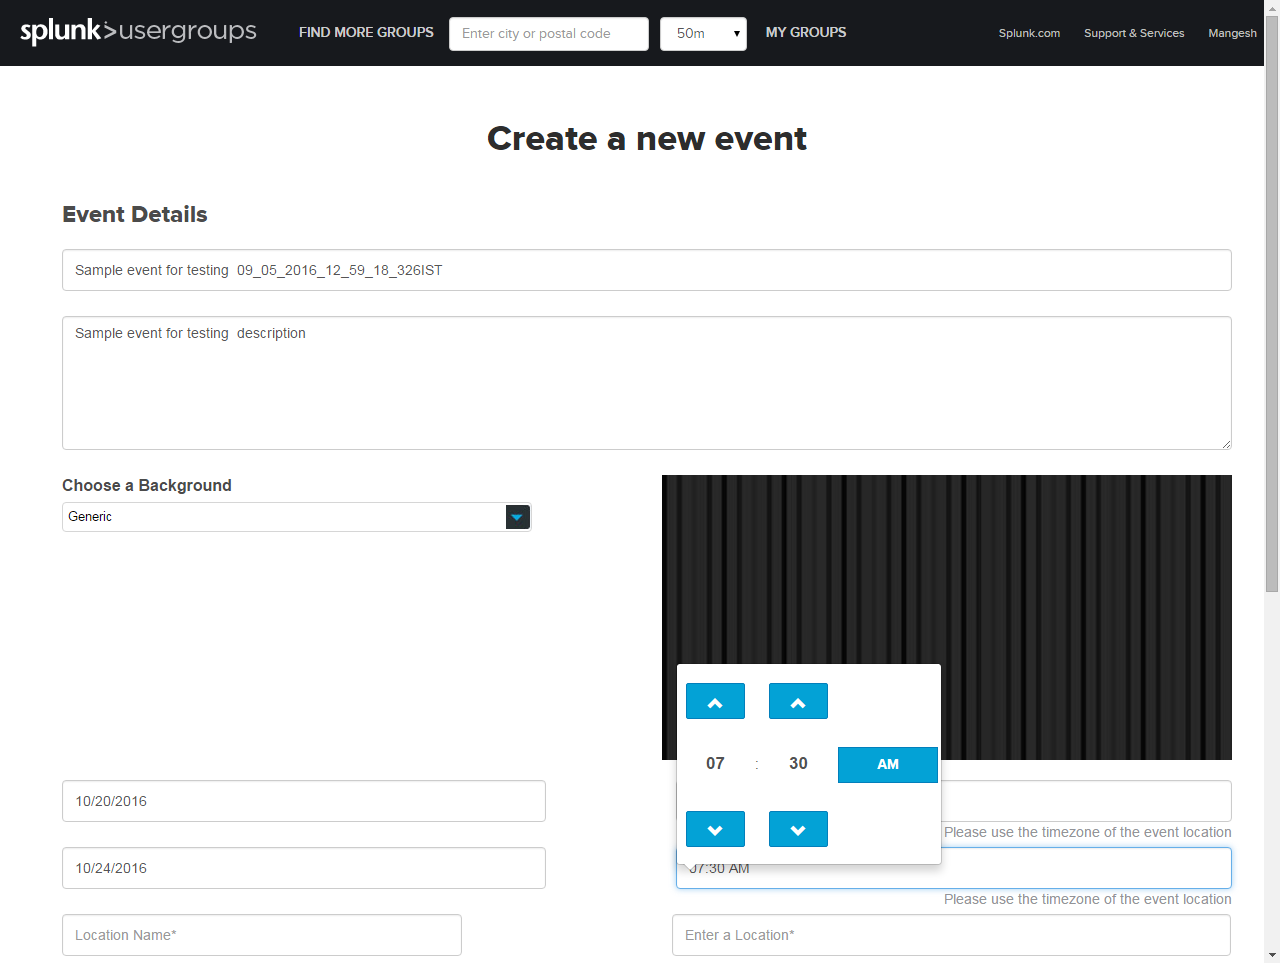 splunk>usergroups FIND MORE GROUPS Enter city or postal code 50m MY GROUPS Splunk.com Support & Services Mangesh
Create a new event
Event Details
Sample event for testing  09_05_2016_12_59_18_326IST
Sample event for testing  description
Choose a Background
Generic
07 : 30 AM
10/20/2016
Please use the timezone of the event location
10/24/2016 07:30 AM
Please use the timezone of the event location
Location Name* Enter a Location*